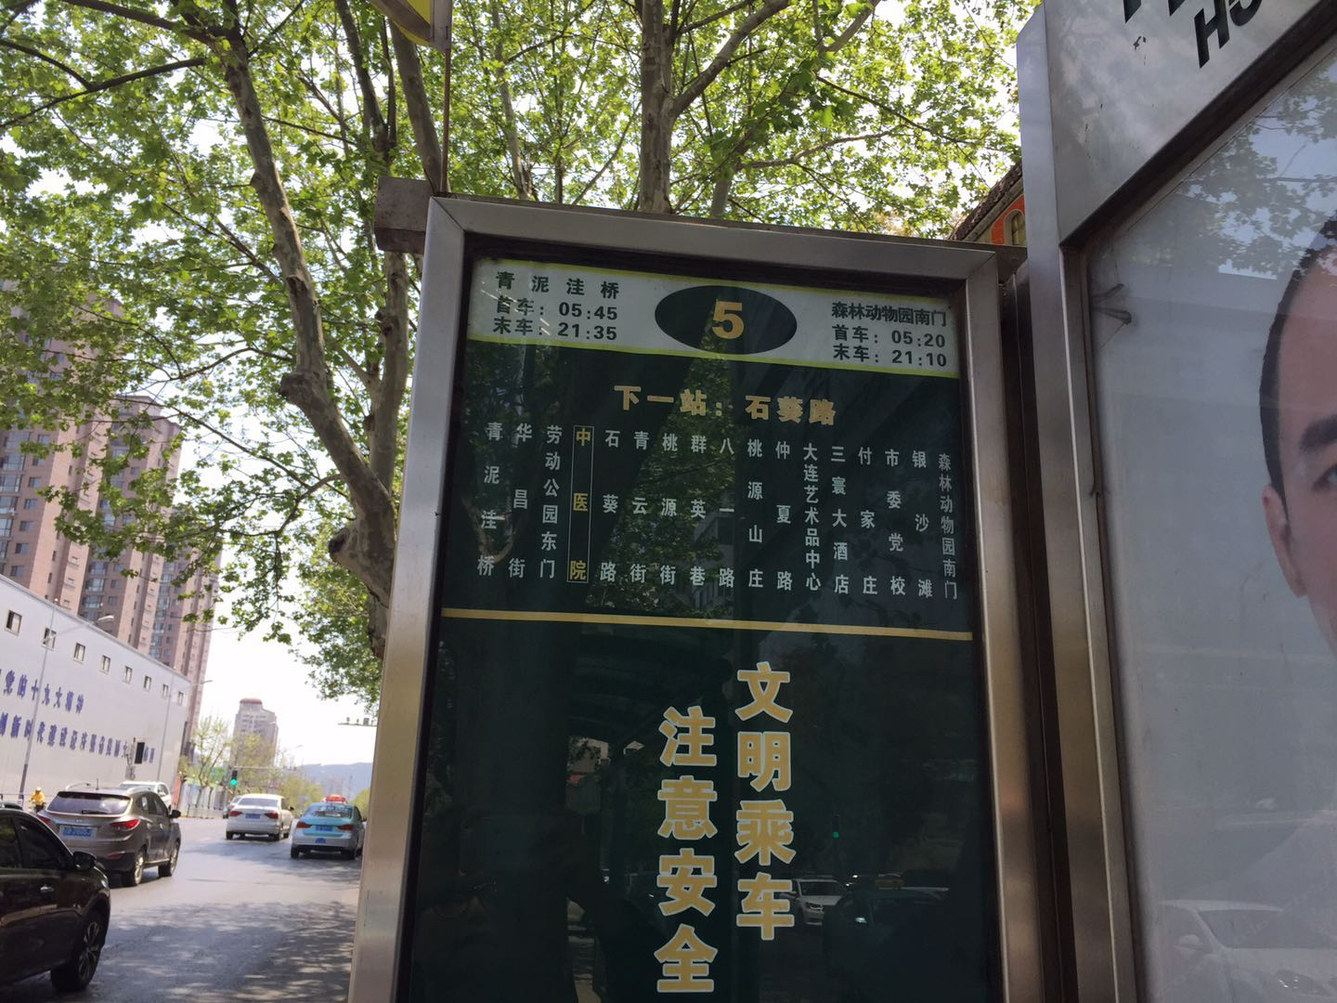 青泥洼桥
首车：05:45
末车：21:35
5
森林动物园南门
首车：05:20
末车：21:10
下一站：石葵路
青泥洼桥
华昌街
劳动公园东门
中医院
石葵路
青云街
桃源街
群英巷
八一路
桃源山庄
仲夏路
大连艺术品中心
三寰大酒店
付家庄
市委党校
银沙滩
森林动物园南门
文明乘车
注意安全